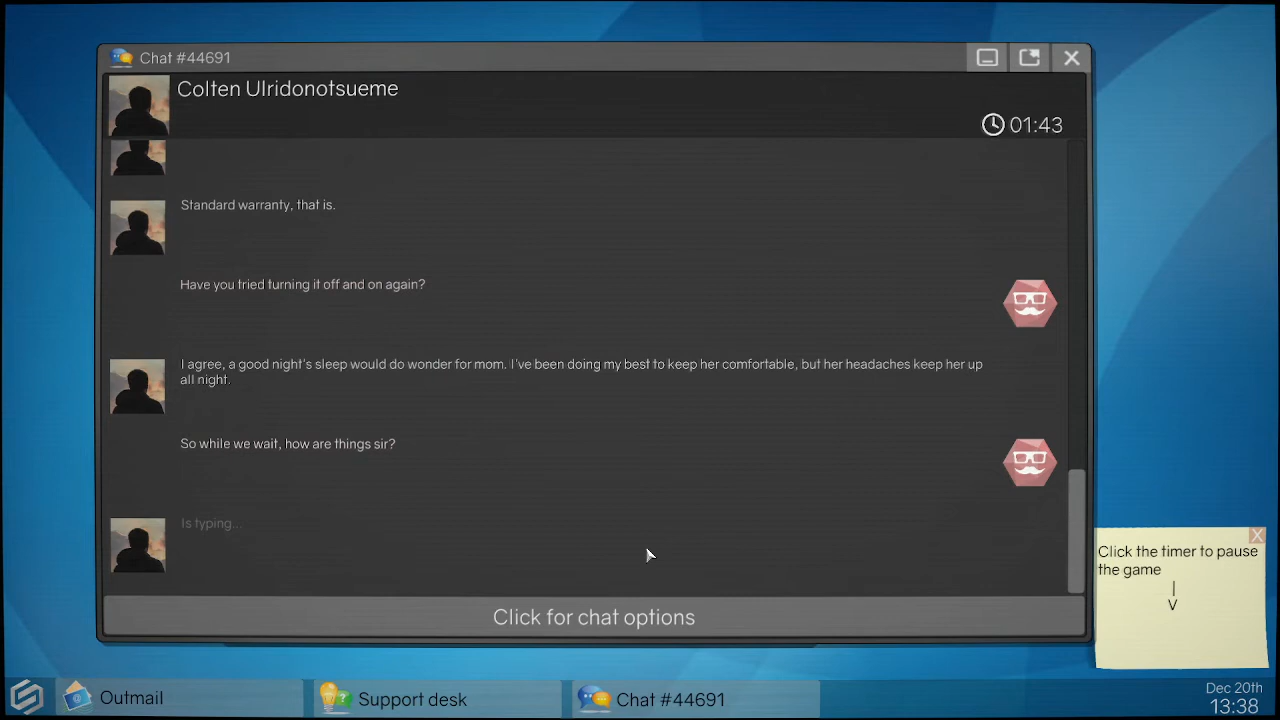 Chat #44691
Colten Ulridonotsueme
01:43
Standard warranty, that is.
Have you tried turning it off and on again?
I agree, a good night's sleep would do wonder for mom. I've been doing my best to keep her comfortable, but her headaches keep her up
all night.
So while we wait, how are things sir?
Is typing...
Click for chat options
X
Click the timer to pause
the game
|
V
Outmail
Support desk
Chat #44691
Dec 20th
13:38